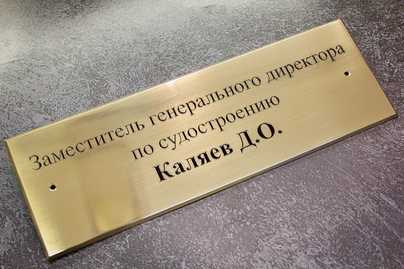 Заместитель генерального директора
по судостроению
Каляев Д.О.